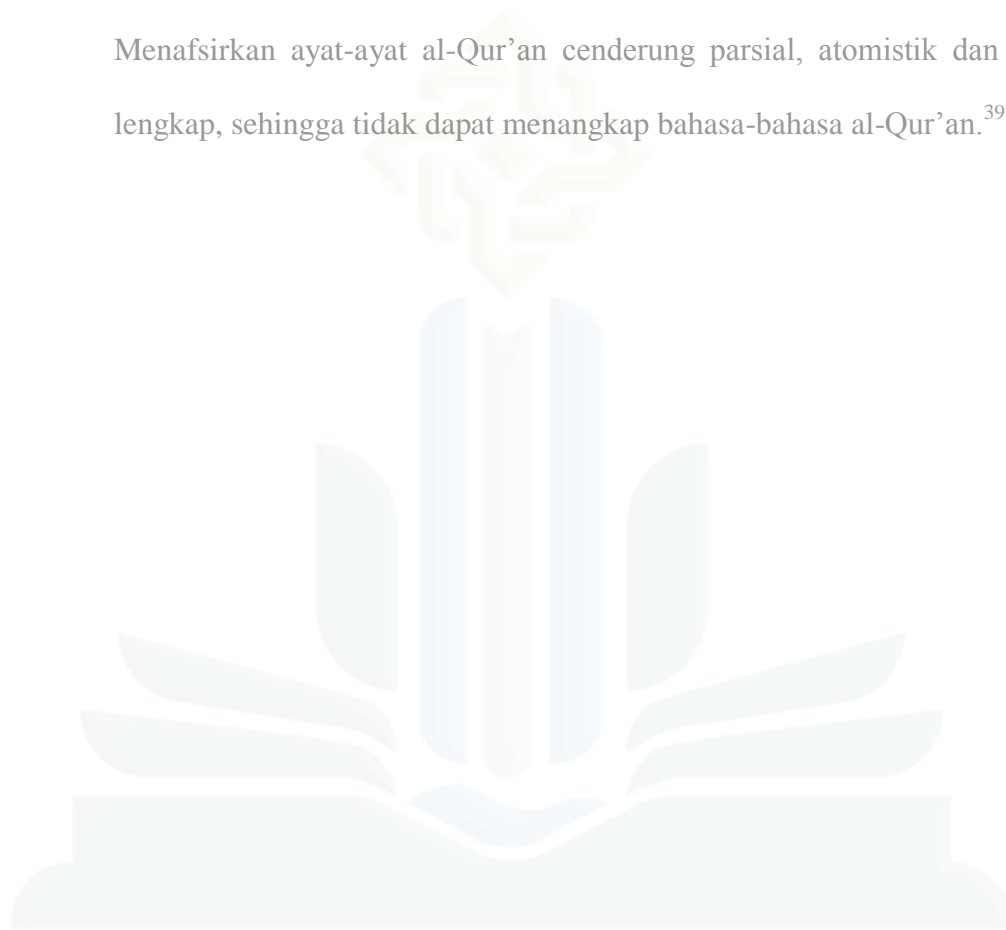 Menafsirkan ayat-ayat al-Qur’an cenderung parsial, atomistik dan
lengkap, sehingga tidak dapat menangkap bahasa-bahasa al-Qur’an.39